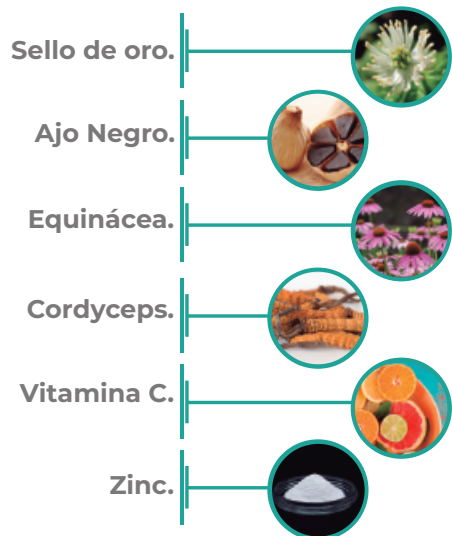 Sello de oro.
Ajo Negro.
Equinácea.
Cordyceps.
Vitamina C.
Zinc.